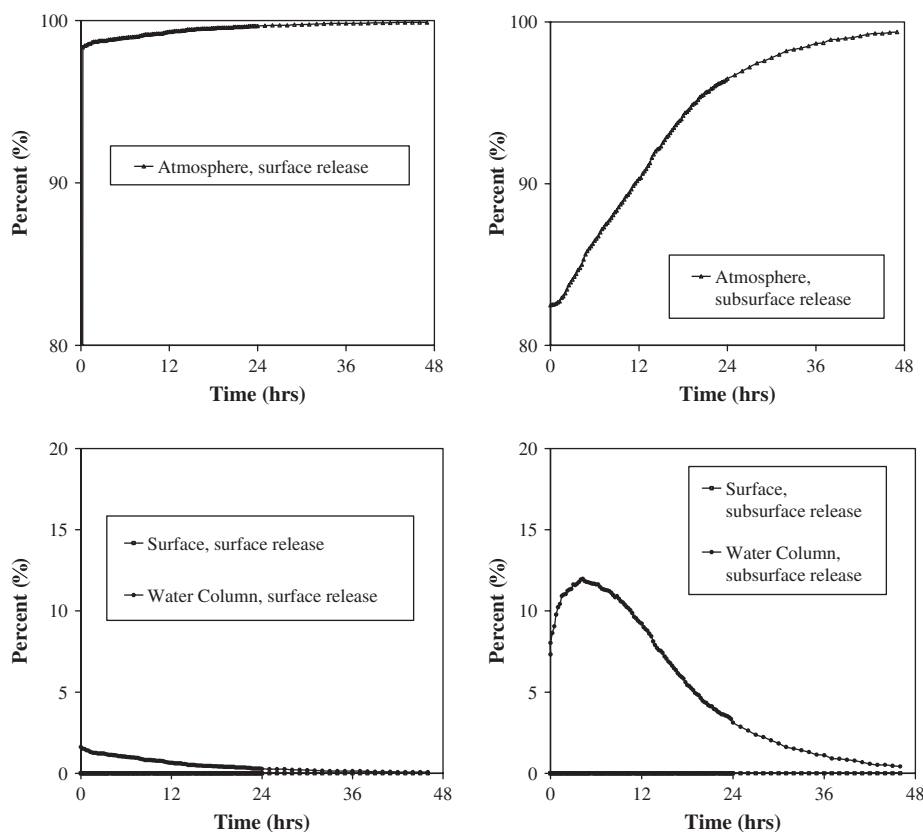 100
90
80
Percent (%)
Atmosphere, surface release
0
12
24
36
48
Time (hrs)
100
90
80
Percent (%)
Atmosphere,
subsurface release
0
12
24
36
48
Time (hrs)
20
15
10
5
0
Percent (%)
Surface, surface release
Water Column, surface release
0
12
24
36
48
Time (hrs)
20
15
10
5
0
Percent (%)
Surface,
subsurface release
Water Column,
subsurface release
0
12
24
36
48
Time (hrs)